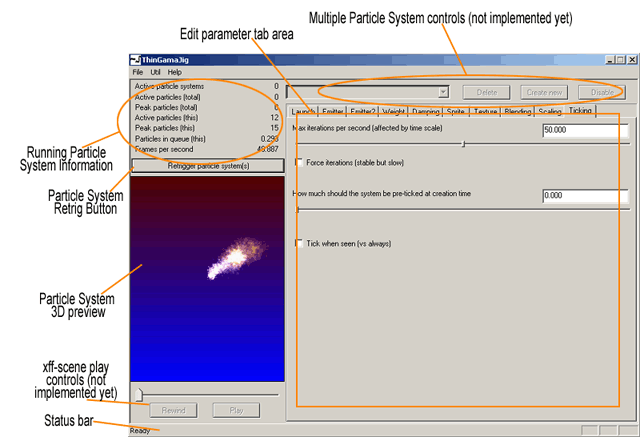 Multiple Particle System controls (not implemented yet)
Edit parameter tab area
ThinGamaJig
File Util Help
Active particle systems 0
Active particles (total) 0
Peak particles (total) 0
Active particles (this) 12
Peak particles (this) 15
Particles in queue (this) 0.293
Frames per second 49.887
Delete
Create new
Disable
Launch Emitter Emitter2 Weight Damping Sprite Texture Blending Scaling Ticking
Max iterations per second (affected by time scale) 50.000
Force iterations (stable but slow)
How much should the system be pre-ticked at creation time 0.000
Tick when seen (vs always)
Retrigger particle system(s)
Running Particle
System Information
Particle System
Retrig Button
Particle System
3D preview
xff-scene play
controls (not
implemented yet)
Rewind
Play
Status bar
Ready